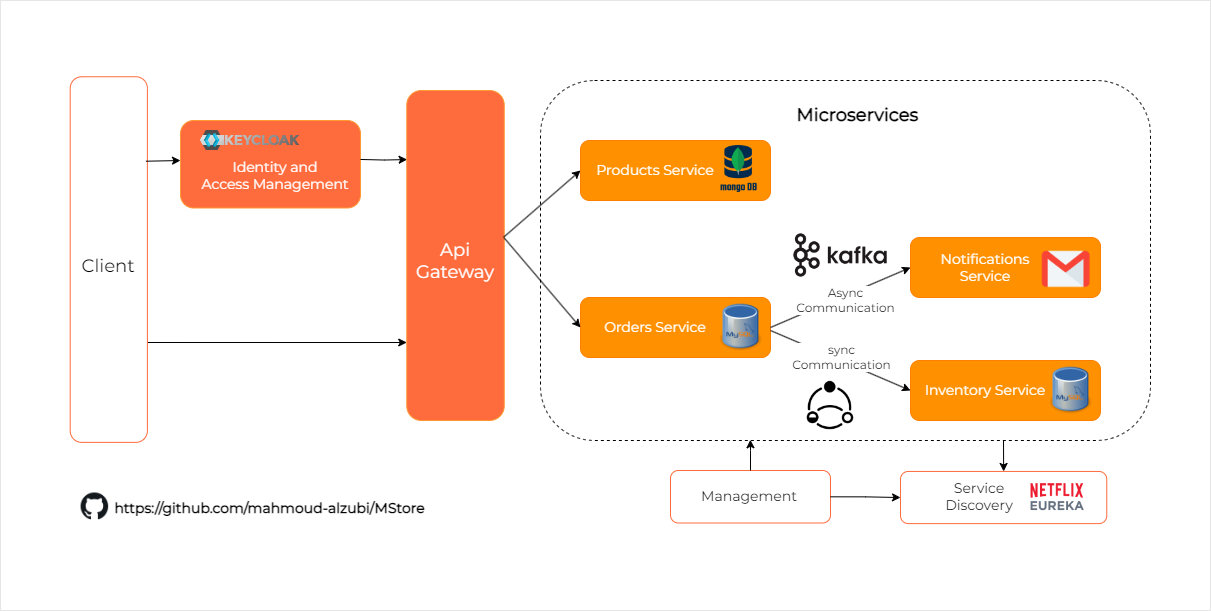 Microservices
KEYCLOAK
Identity and
Access Management
Products Service
mongo DB
Client
Api
Gateway
kafka
Notifications
Service
Async
Communication
Orders Service
sync
Communication
Inventory Service
Management
Service
Discovery
NETFLIX
EUREKA
https://github.com/mahmoud-alzubi/MStore